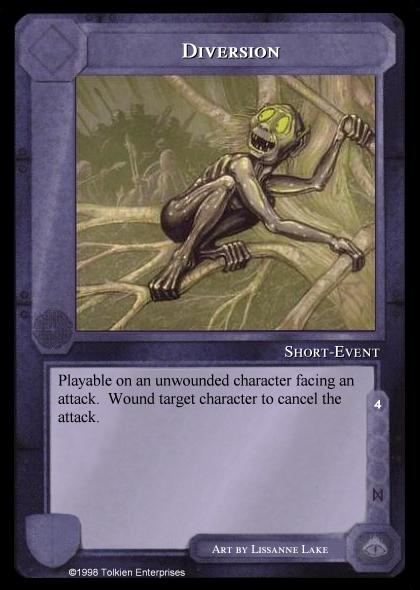 Diversion
Short-Event
Playable on an unwounded character facing an
attack. Wound target character to cancel the
attack.
4
Art by Lissanne Lake
©1998 Tolkien Enterprises